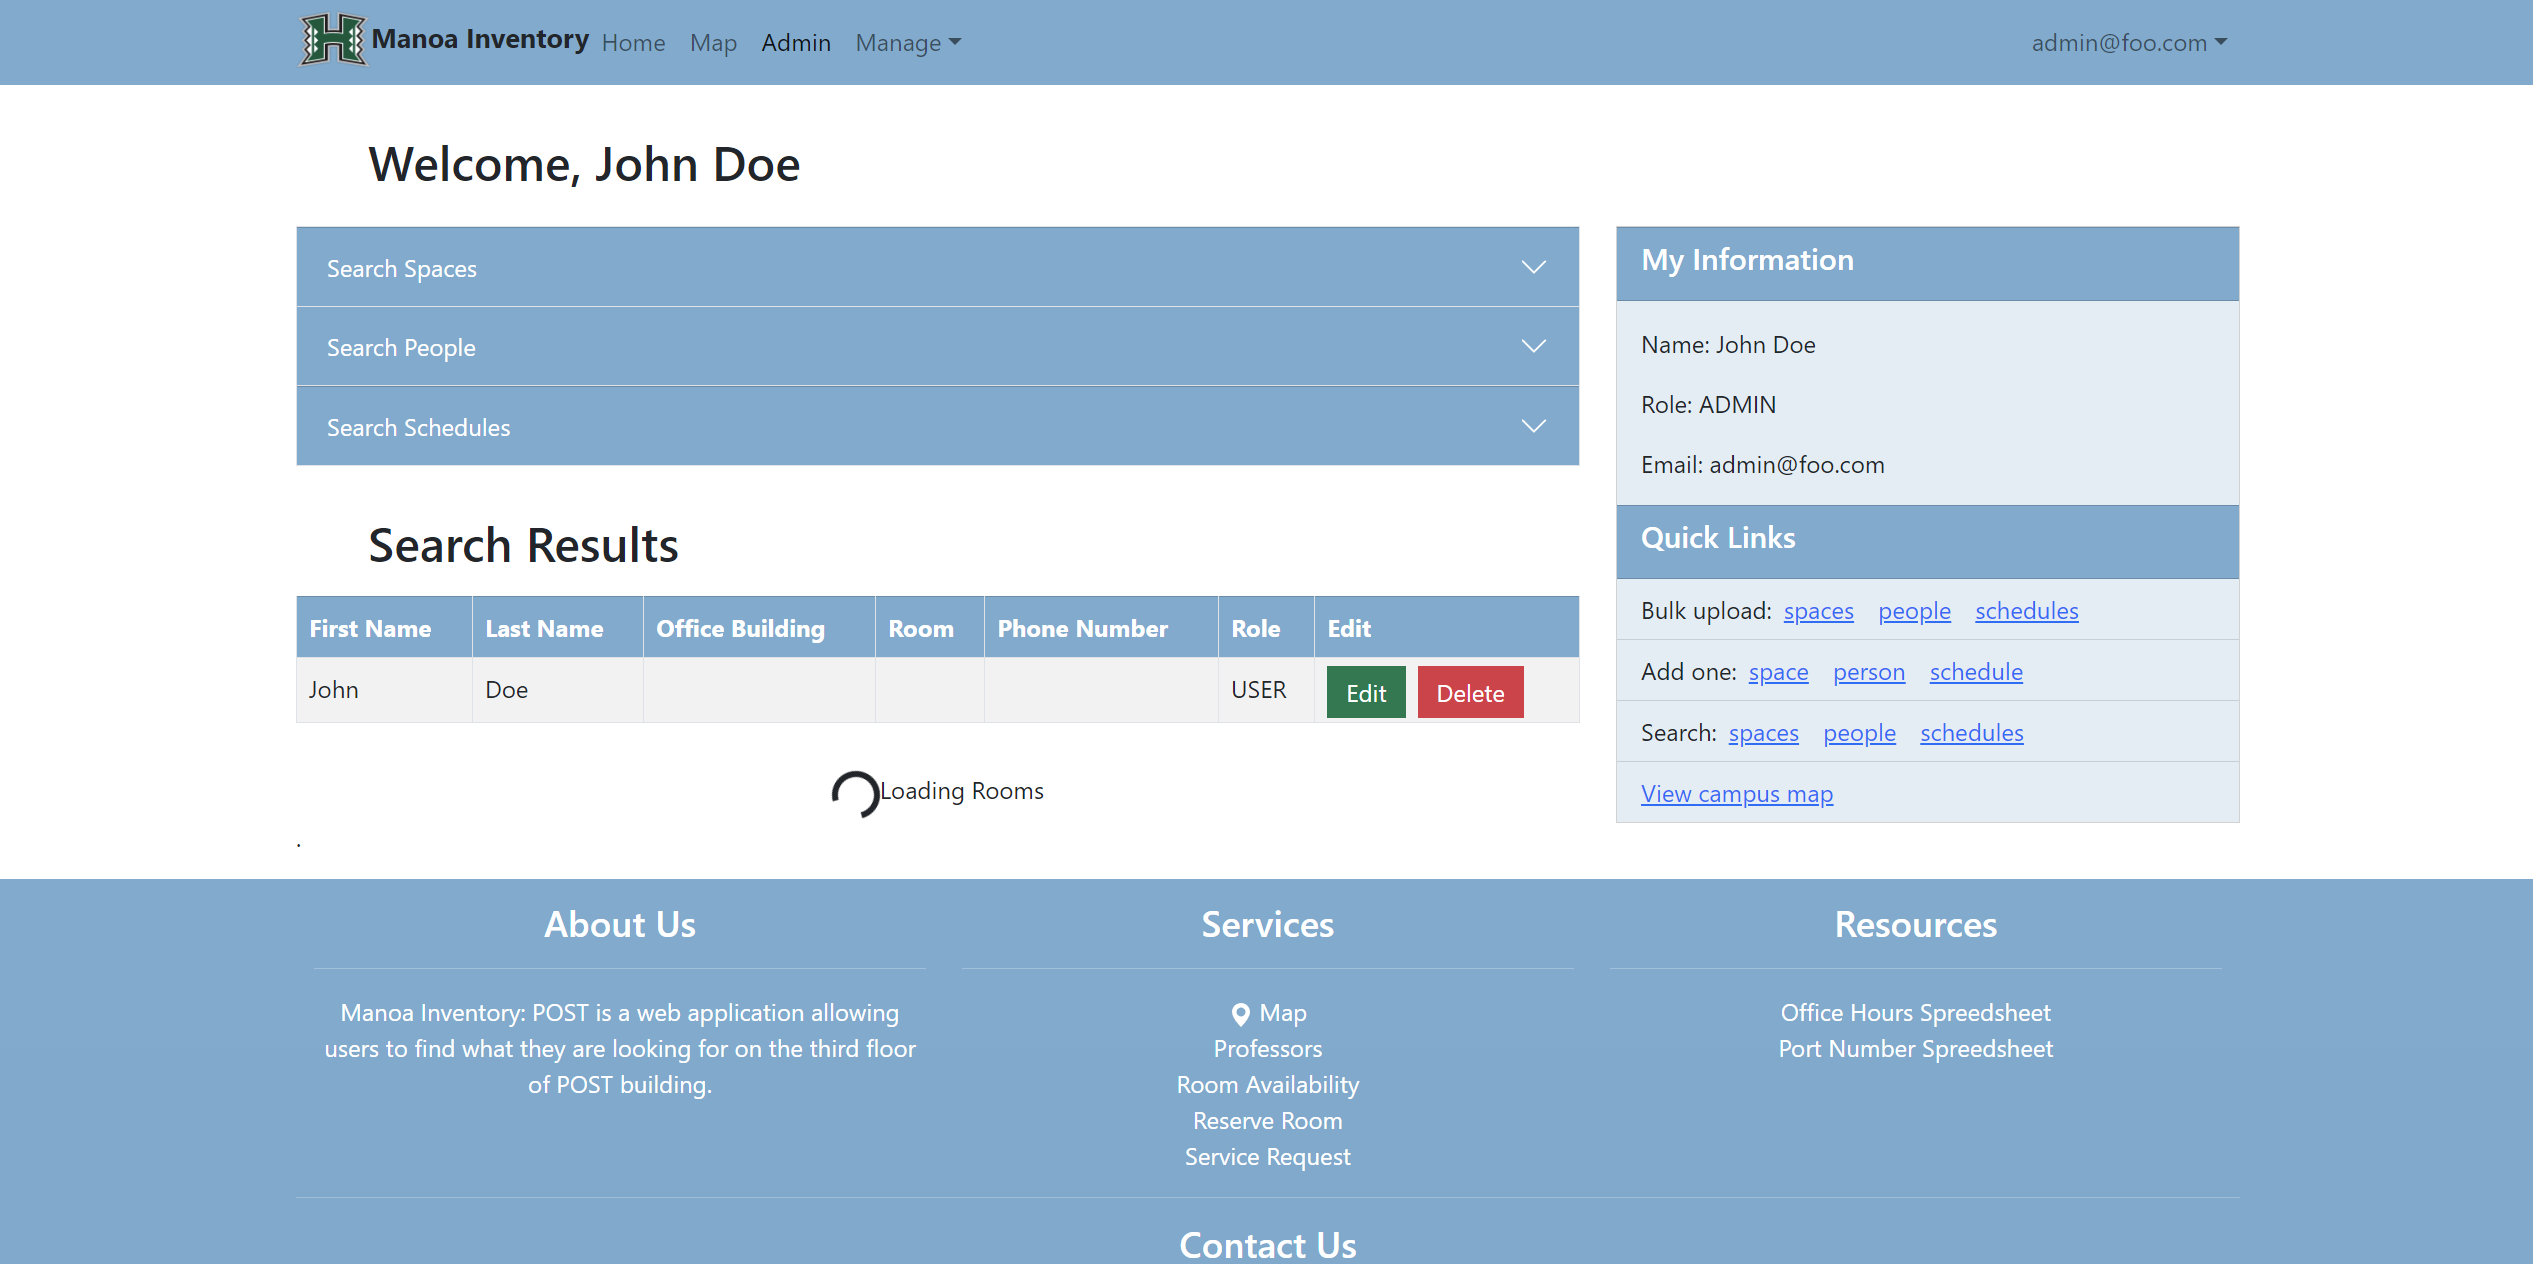 H
Manoa Inventory Home Map Admin Manage admin@foo.com
Welcome, John Doe
Search Spaces
Search People
Search Schedules
Search Results
First Name Last Name Office Building Room Phone Number Role Edit
John Doe USER Edit Delete
Loading Rooms
.
My Information
Name: John Doe
Role: ADMIN
Email: admin@foo.com
Quick Links
Bulk upload: spaces people schedules
Add one: space person schedule
Search: spaces people schedules
View campus map
About Us
Manoa Inventory: POST is a web application allowing
users to find what they are looking for on the third floor
of POST building.
Services
Map
Professors
Room Availability
Reserve Room
Service Request
Resources
Office Hours Spreedsheet
Port Number Spreedsheet
Contact Us